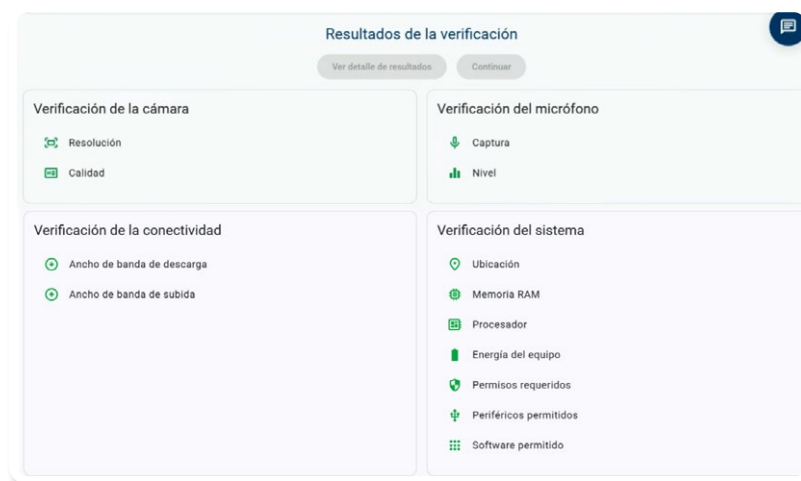 Resultados de la verificación
Ver detalle de resultados
Continuar
Verificación de la cámara
Resolución
Calidad
Verificación del micrófono
Captura
Nivel
Verificación de la conectividad
Ancho de banda de descarga
Ancho de banda de subida
Verificación del sistema
Ubicación
Memoria RAM
Procesador
Energía del equipo
Permisos requeridos
Periféricos permitidos
Software permitido